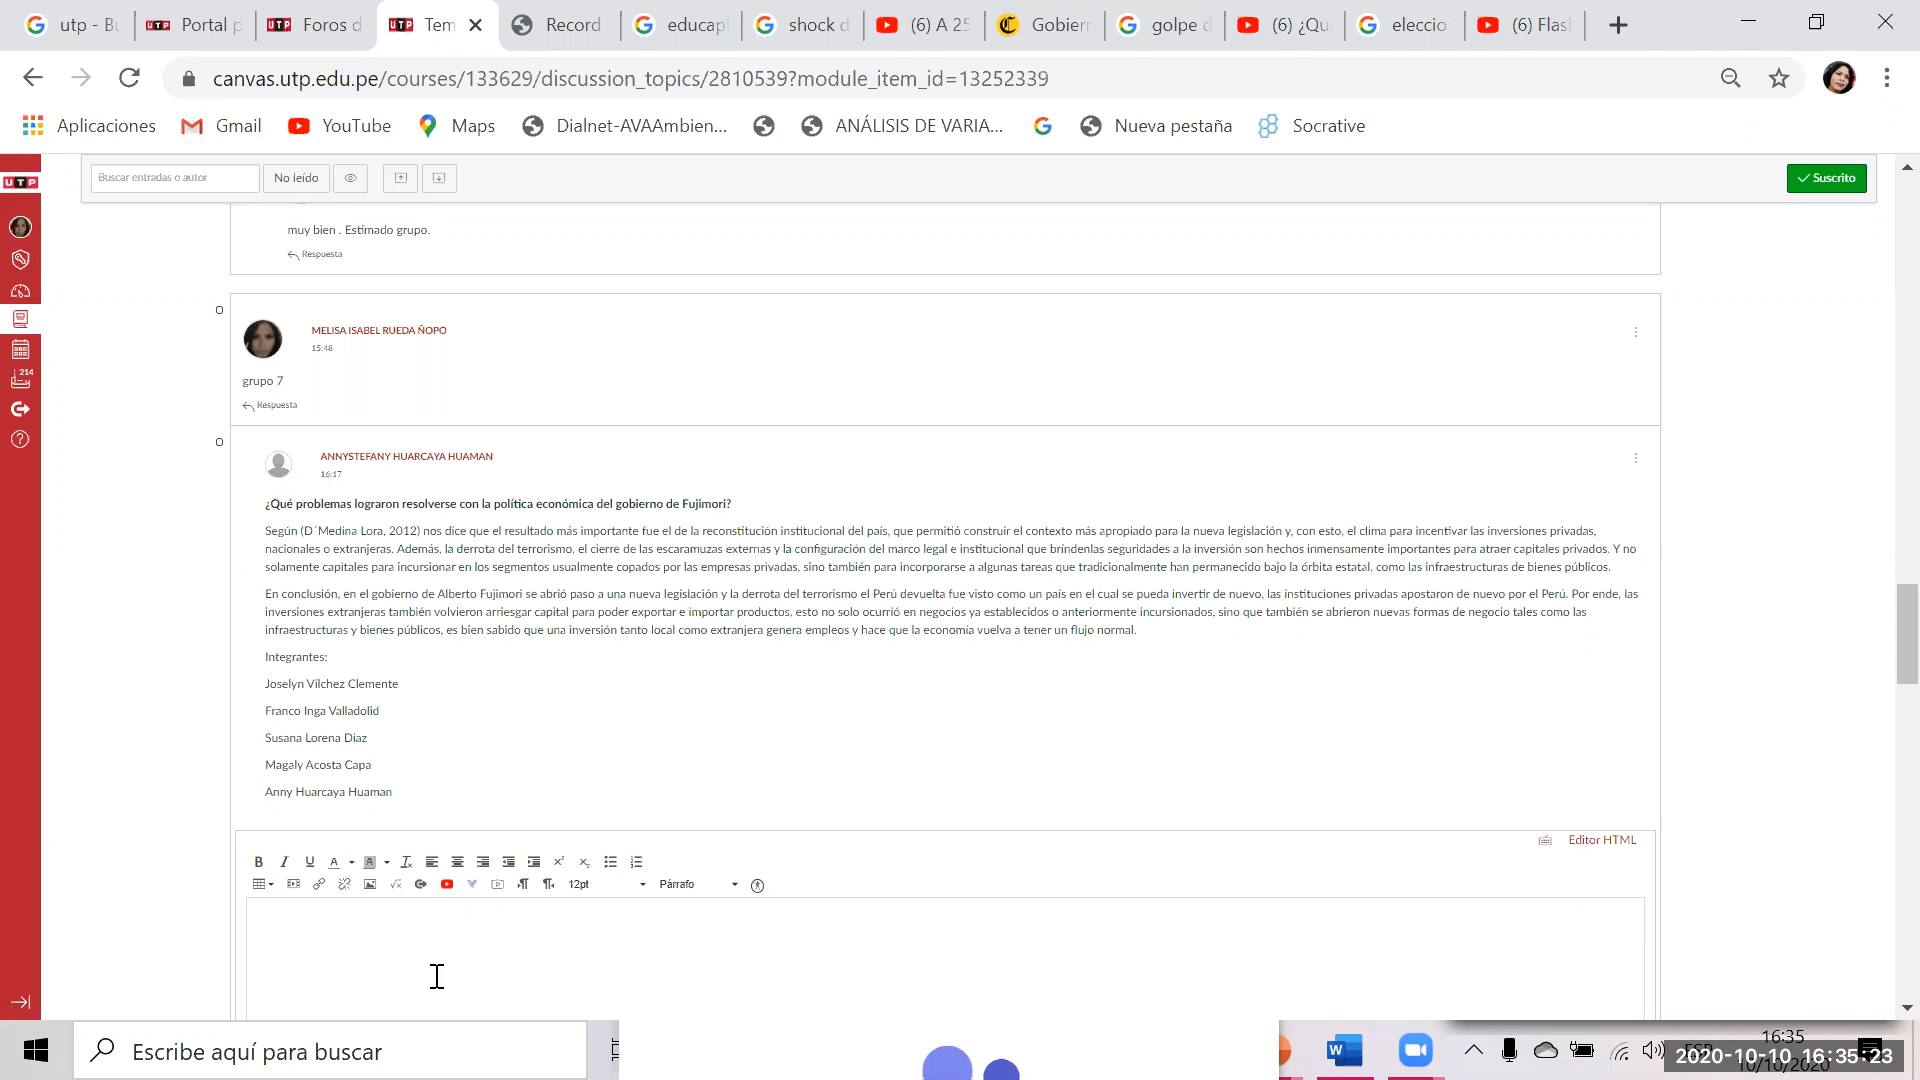 utp - Bu
Portal p
Foros d
Tem
Record
educap
shock d
(6) A 25
Gobiern
golpe d
(6) ¿Qu
eleccio
(6) Flas
canvas.utp.edu.pe/courses/133629/discussion_topics/2810539?module_item_id=13252339
Aplicaciones
Gmail
YouTube
Maps
Dialnet-AVAAmbien...
ANÁLISIS DE VARIA...
Nueva pestaña
Socrative
UTP
Buscar entradas o autor
No leído
Suscrito
muy bien . Estimado grupo.
Respuesta
MELISA ISABEL RUEDA ÑOPO
15:48
grupo 7
Respuesta
214
ANNYSTEFANY HUARCAYA HUAMAN
16:17
¿Qué problemas lograron resolverse con la política económica del gobierno de Fujimori?
Según (D´Medina Lora, 2012) nos dice que el resultado más importante fue el de la reconstitución institucional del país, que permitió construir el contexto más apropiado para la nueva legislación y, con esto, el clima para incentivar las inversiones privadas,
nacionales o extranjeras. Además, la derrota del terrorismo, el cierre de las escaramuzas externas y la configuración del marco legal e institucional que bríndenlas seguridades a la inversión son hechos inmensamente importantes para atraer capitales privados. Y no
solamente capitales para incursionar en los segmentos usualmente copados por las empresas privadas, sino también para incorporarse a algunas tareas que tradicionalmente han permanecido bajo la órbita estatal, como las infraestructuras de bienes públicos.
En conclusión, en el gobierno de Alberto Fujimori se abrió paso a una nueva legislación y la derrota del terrorismo el Perú devuelta fue visto como un país en el cual se pueda invertir de nuevo, las instituciones privadas apostaron de nuevo por el Perú. Por ende, las
inversiones extranjeras también volvieron arriesgar capital para poder exportar e importar productos, esto no solo ocurrió en negocios ya establecidos o anteriormente incursionados, sino que también se abrieron nuevas formas de negocio tales como las
infraestructuras y bienes públicos, es bien sabido que una inversión tanto local como extranjera genera empleos y hace que la economía vuelva a tener un flujo normal.
Integrantes:
Joselyn Vilchez Clemente
Franco Inga Valladolid
Susana Lorena Diaz
Magaly Acosta Capa
Anny Huarcaya Huaman
Editor HTML
12pt
Párrafo
Escribe aquí para buscar
16:35
2020-10-10 16:35:23
10/10/2020